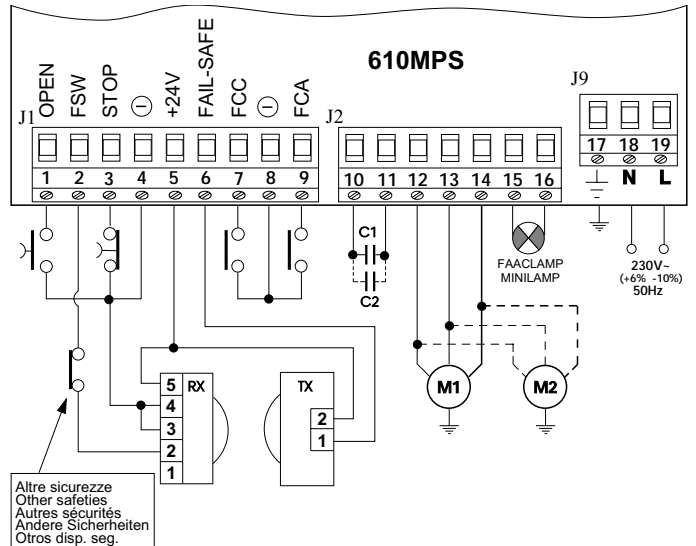 610MPS
J1
OPEN
FSW
STOP
-
+24V
FAIL-SAFE
FCC
-
FCA
J2
J9
1 2 3 4 5 6 7 8 9
10 11 12 13 14 15 16
17 18 19
N L
C1
C2
FAACLAMP
MINILAMP
230V~
(+6% -10%)
50Hz
5 RX
4
3
2
1
TX
2
1
M1
M2
Altre sicurezze
Other safeties
Autres sécurités
Andere Sicherheiten
Otros disp. seg.